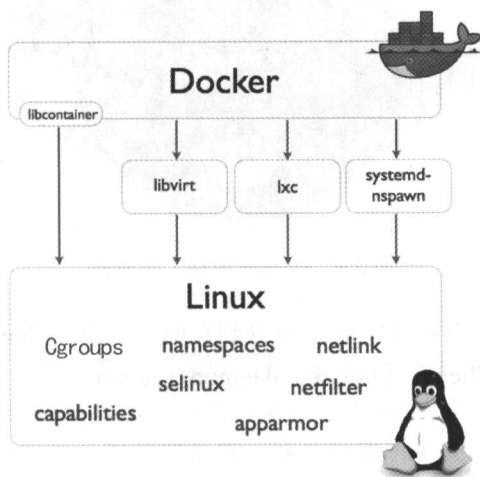 Docker
libcontainer
libvirt
lxc
systemd-
nspawn
Linux
Cgroups namespaces netlink
selinux netfilter
capabilities apparmor